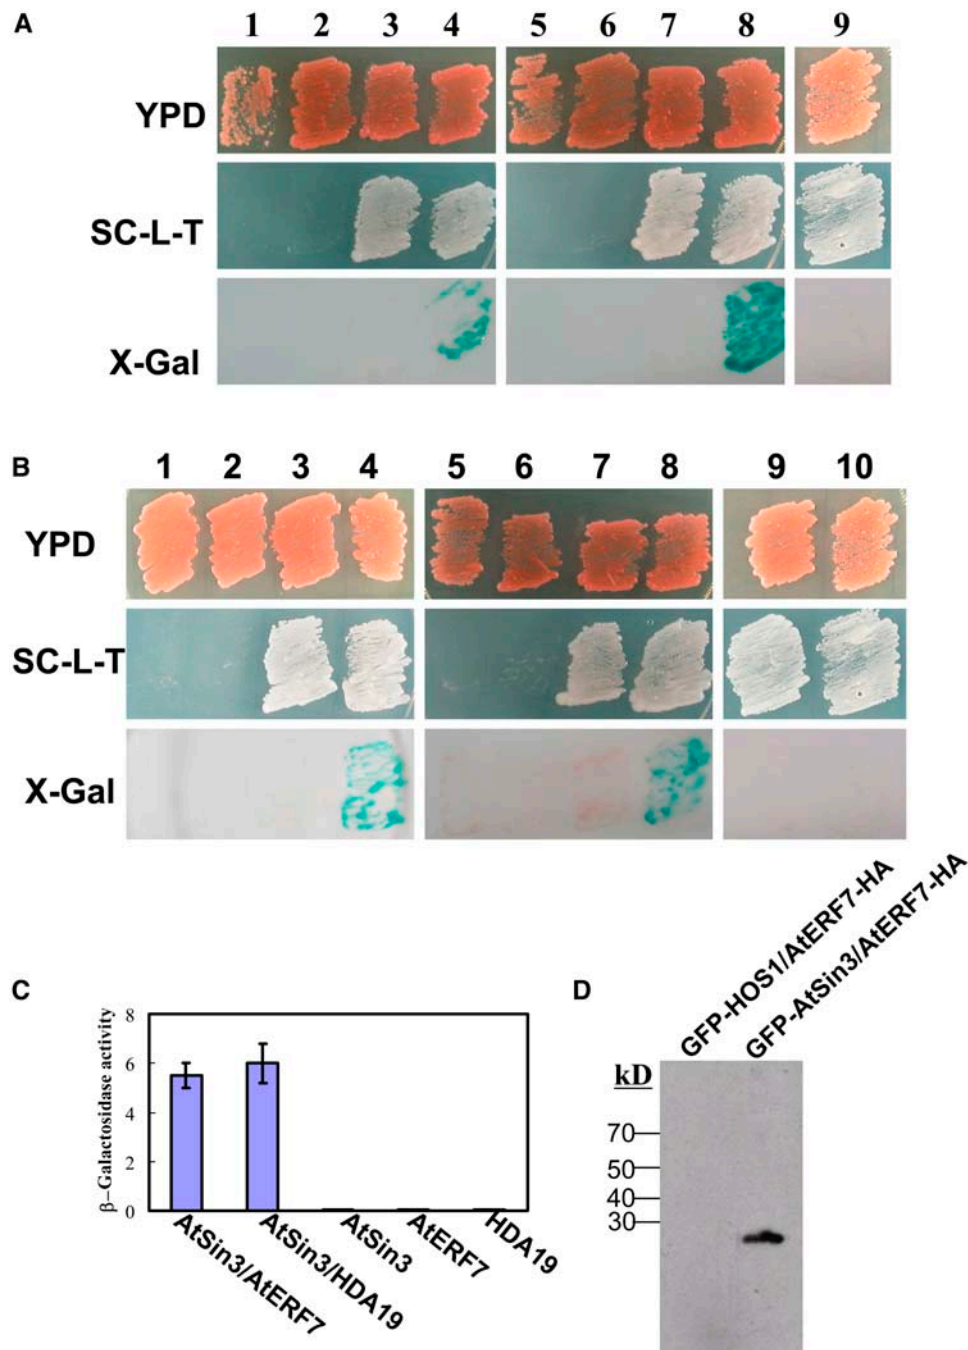 A
1 2 3 4 5 6 7 8 9
YPD
SC-L-T
X-Gal
B
1 2 3 4 5 6 7 8 9 10
YPD
SC-L-T
X-Gal
C
β-Galactosidase activity
8
6
4
2
0
AtSin3/AtERF7
AtSin3/HDA19
AtSin3
AtERF7
HDA19
D
GFP-HOS1/AtERF7-HA
GFP-AtSin3/AtERF7-HA
kD
70
50
40
30